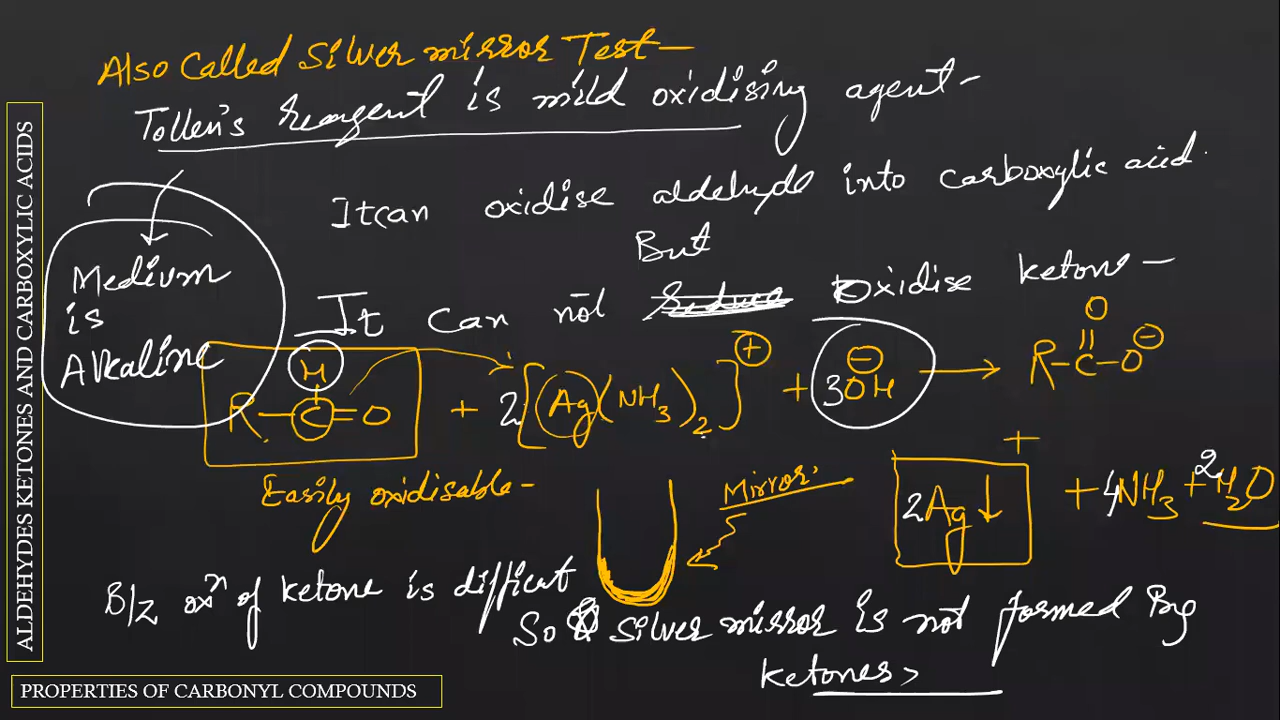 Also Called Silver mirror Test—
Tollen's Reagent is mild oxidising agent-
It can oxidise aldehyde into carboxylic acid.
But
It can not Oxidise ketone-
Medium
is
Alkaline
H O
R-C=O + 2[Ag(NH3)2]⊕ + 3OH⊖ → R-C-O⊖
+
2Ag↓ + 4NH3 + 2H2O
Easily oxidisable-
Mirror.
B/z oxn of ketone is difficut
So silver mirror is not formed By
ketones>
ALDEHYDES KETONES AND CARBOXYLIC ACIDS
PROPERTIES OF CARBONYL COMPOUNDS